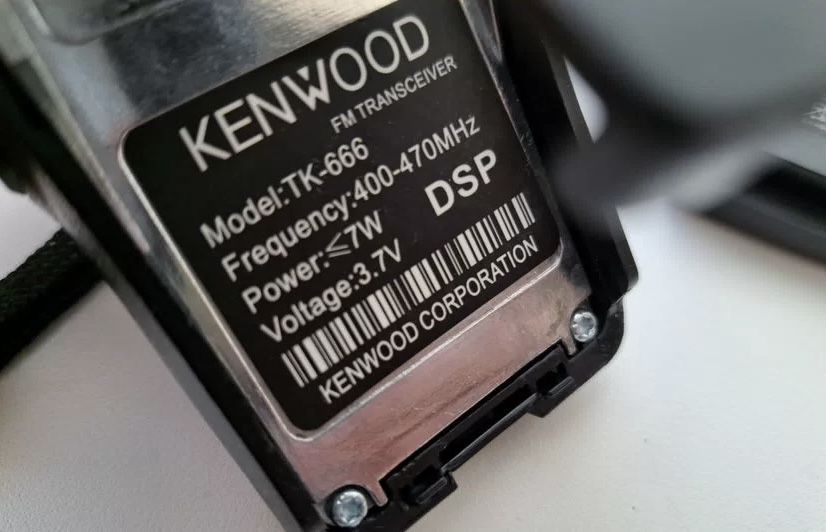 KENWOOD
FM TRANSCEIVER
Model:TK-666
Frequency:400-470MHz
Power:≤7W
DSP
Voltage:3.7V
KENWOOD CORPORATION